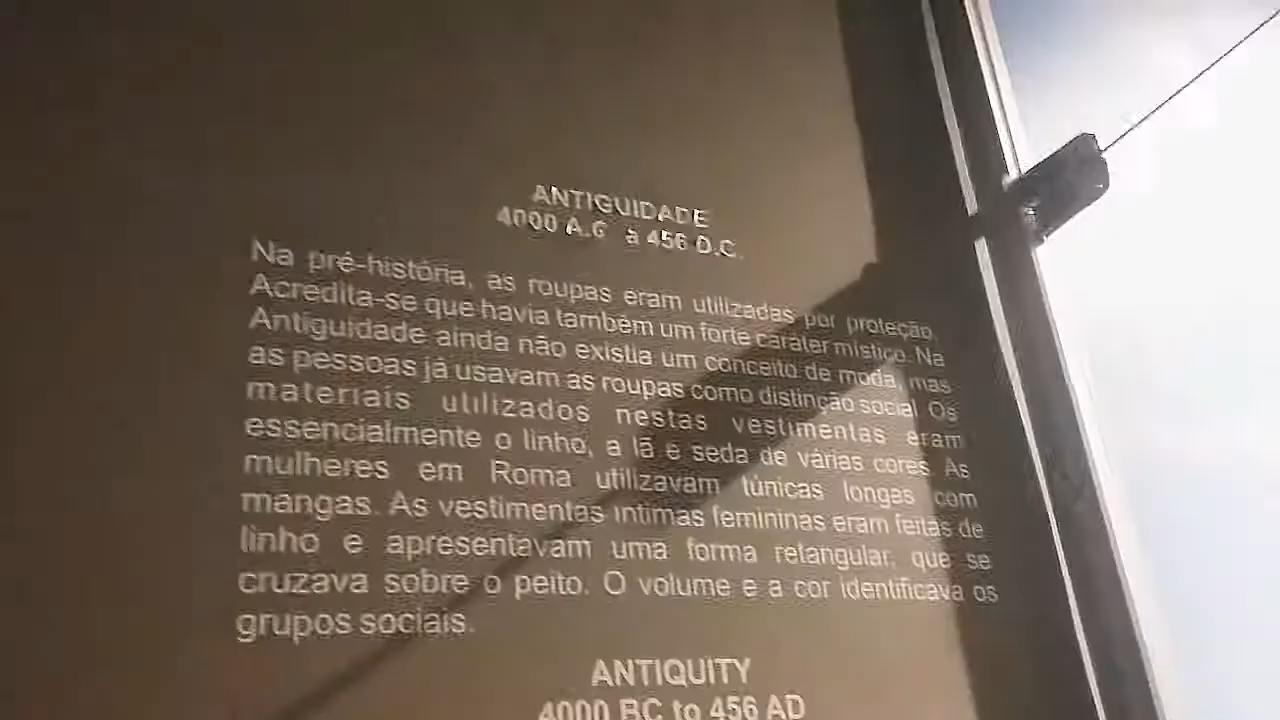 ANTIGUIDADE
4000 A.C à 456 D.C.
Na pré-história, as roupas eram utilizadas por proteção.
Acredita-se que havia também um forte caráter místico. Na
Antiguidade ainda não existia um conceito de moda, mas
as pessoas já usavam as roupas como distinção social. Os
materiais utilizados nestas vestimentas eram
essencialmente o linho, a lã e seda de várias cores. As
mulheres em Roma utilizavam túnicas longas com
mangas. As vestimentas íntimas femininas eram feitas de
linho e apresentavam uma forma retangular, que se
cruzava sobre o peito. O volume e a cor identificava os
grupos sociais.
ANTIQUITY
4000 BC to 456 AD